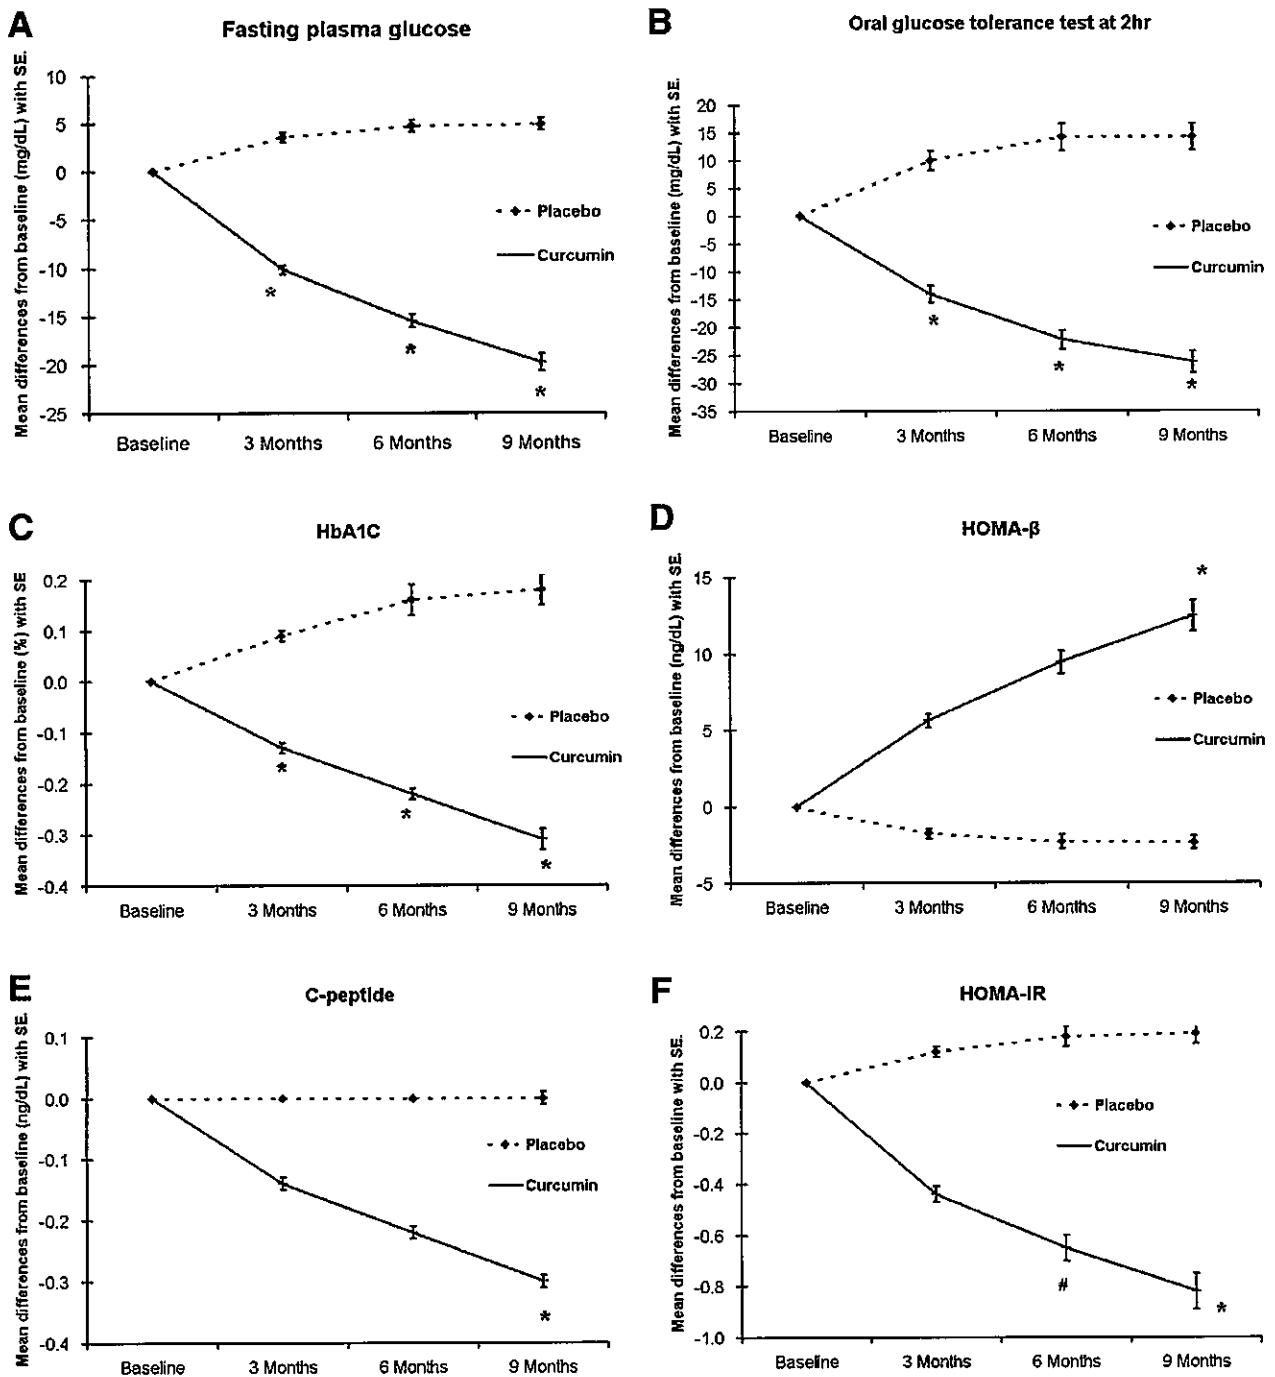 A
Fasting plasma glucose
Mean differences from baseline (mg/dL) with SE.
10
5
0
-5
-10
-15
-20
-25
Placebo
Curcumin
*
*
*
Baseline 3 Months 6 Months 9 Months
B
Oral glucose tolerance test at 2hr
Mean differences from baseline (mg/dL) with SE.
20
15
10
5
0
-5
-10
-15
-20
-25
-30
-35
Placebo
Curcumin
*
*
*
Baseline 3 Months 6 Months 9 Months
C
HbA1C
Mean differences from baseline (%) with SE
0.2
0.1
0.0
-0.1
-0.2
-0.3
-0.4
Placebo
Curcumin
*
*
*
Baseline 3 Months 6 Months 9 Months
D
HOMA-β
Mean differences from baseline (ng/dL) with SE.
15
10
5
0
-5
*
Placebo
Curcumin
Baseline 3 Months 6 Months 9 Months
E
C-peptide
Mean differences from baseline (ng/dL) with SE.
0.1
0.0
-0.1
-0.2
-0.3
-0.4
Placebo
Curcumin
*
Baseline 3 Months 6 Months 9 Months
F
HOMA-IR
Mean differences from baseline with SE.
0.2
0.0
-0.2
-0.4
-0.6
-0.8
-1.0
Placebo
Curcumin
#
*
Baseline 3 Months 6 Months 9 Months